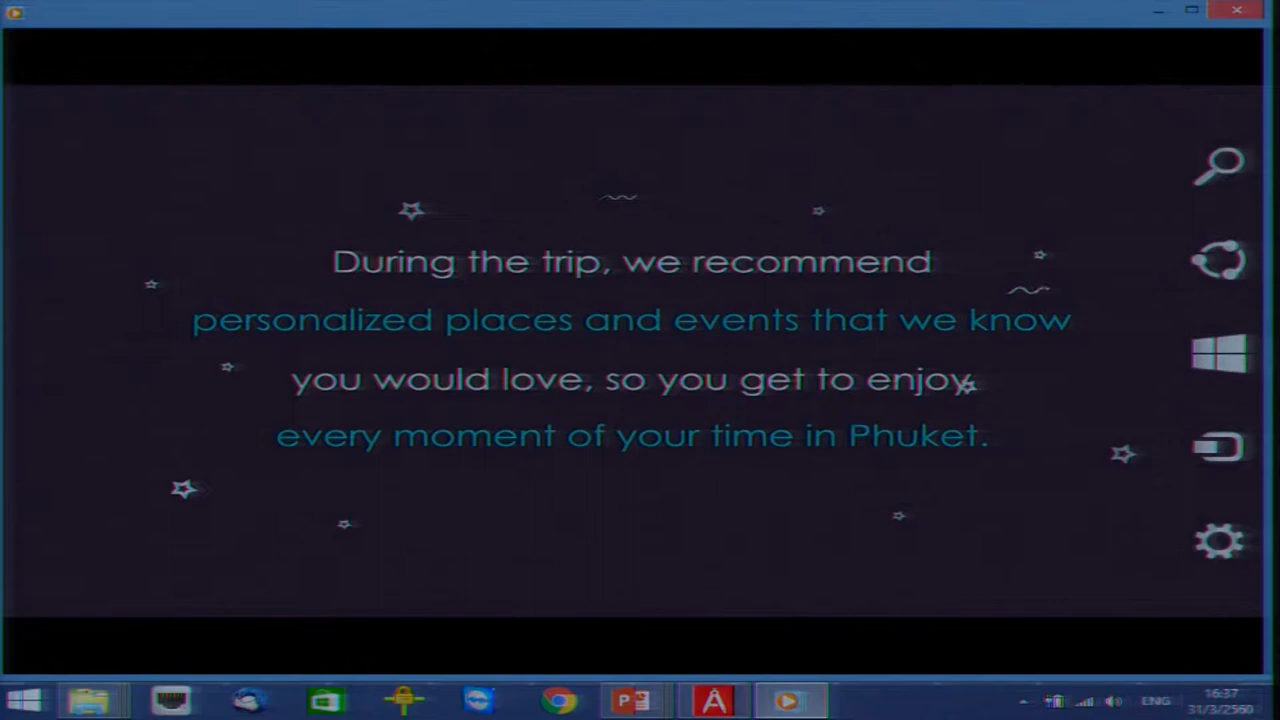 During the trip, we recommend
personalized places and events that we know
you would love, so you get to enjoy
every moment of your time in Phuket.
ENG
16:37
31/3/2560